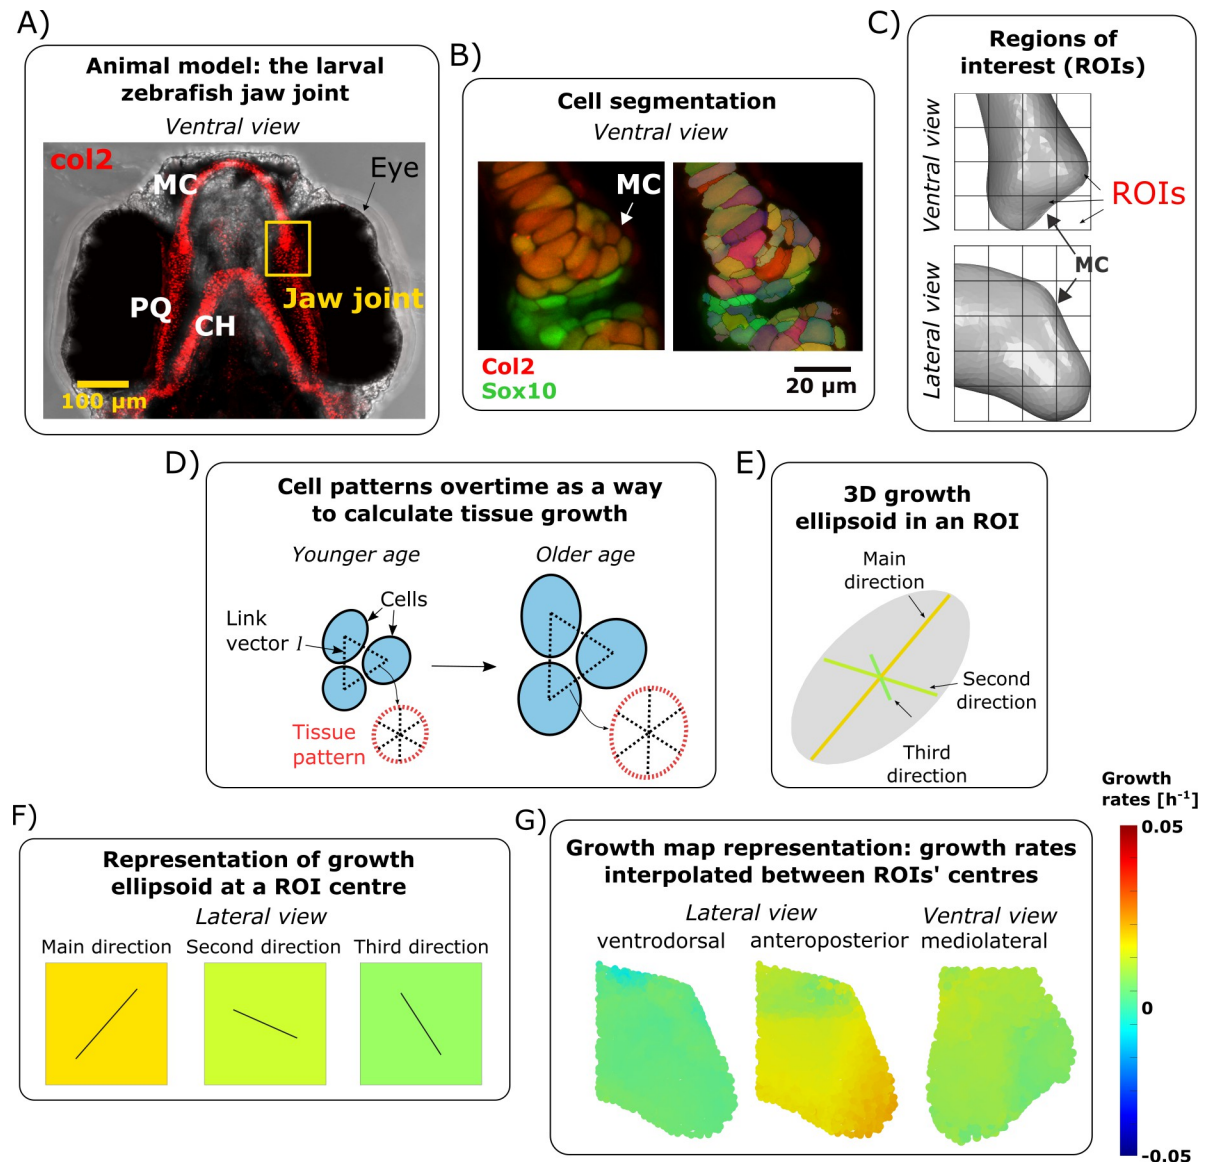 A)
Animal model: the larval
zebrafish jaw joint
Ventral view
col2
MC
Eye
PQ
CH
Jaw joint
100 µm
B)
Cell segmentation
Ventral view
MC
Col2
Sox10
20 µm
C)
Regions of
interest (ROIs)
Ventral view
ROIs
MC
Lateral view
D)
Cell patterns overtime as a way
to calculate tissue growth
Younger age
Older age
Cells
Link
vector l
Tissue
pattern
E)
3D growth
ellipsoid in an ROI
Main
direction
Second
direction
Third
direction
F)
Representation of growth
ellipsoid at a ROI centre
Lateral view
Main direction
Second direction
Third direction
G)
Growth map representation: growth rates
interpolated between ROIs' centres
Lateral view
Ventral view
ventrodorsal
anteroposterior
mediolateral
Growth
rates [h⁻¹]
0.05
0
-0.05